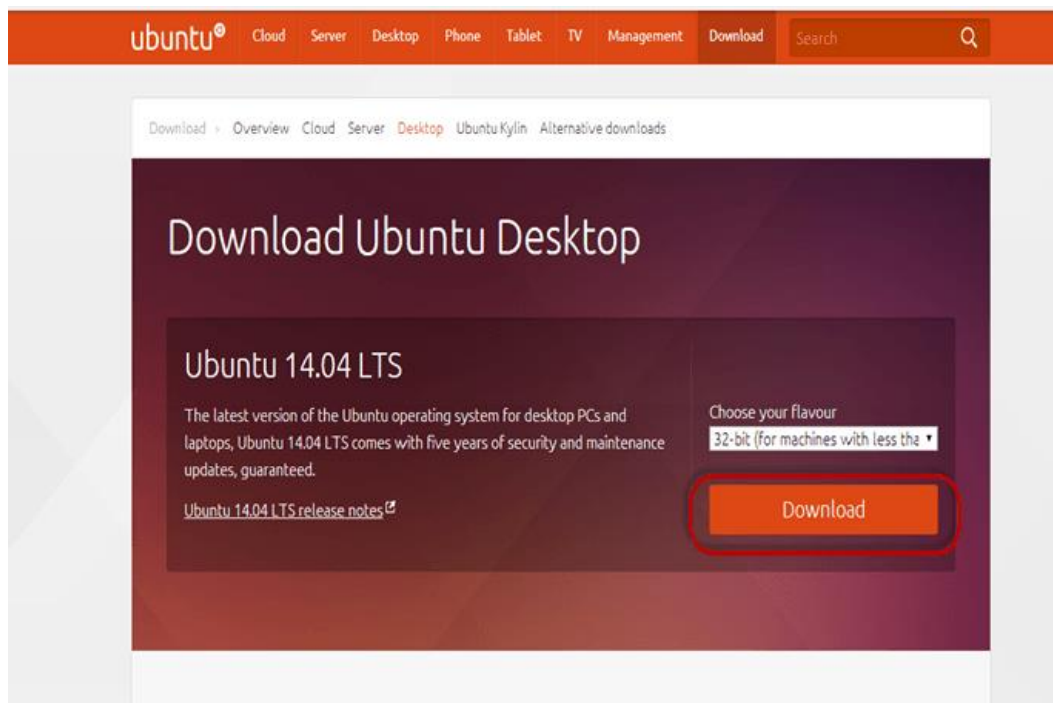 ubuntu® Cloud Server Desktop Phone Tablet TV Management Download Search
Download › Overview Cloud Server Desktop Ubuntu Kylin Alternative downloads
Download Ubuntu Desktop
Ubuntu 14.04 LTS
The latest version of the Ubuntu operating system for desktop PCs and
laptops, Ubuntu 14.04 LTS comes with five years of security and maintenance
updates, guaranteed.
Ubuntu 14.04 LTS release notes
Choose your flavour
32-bit (for machines with less tha
Download